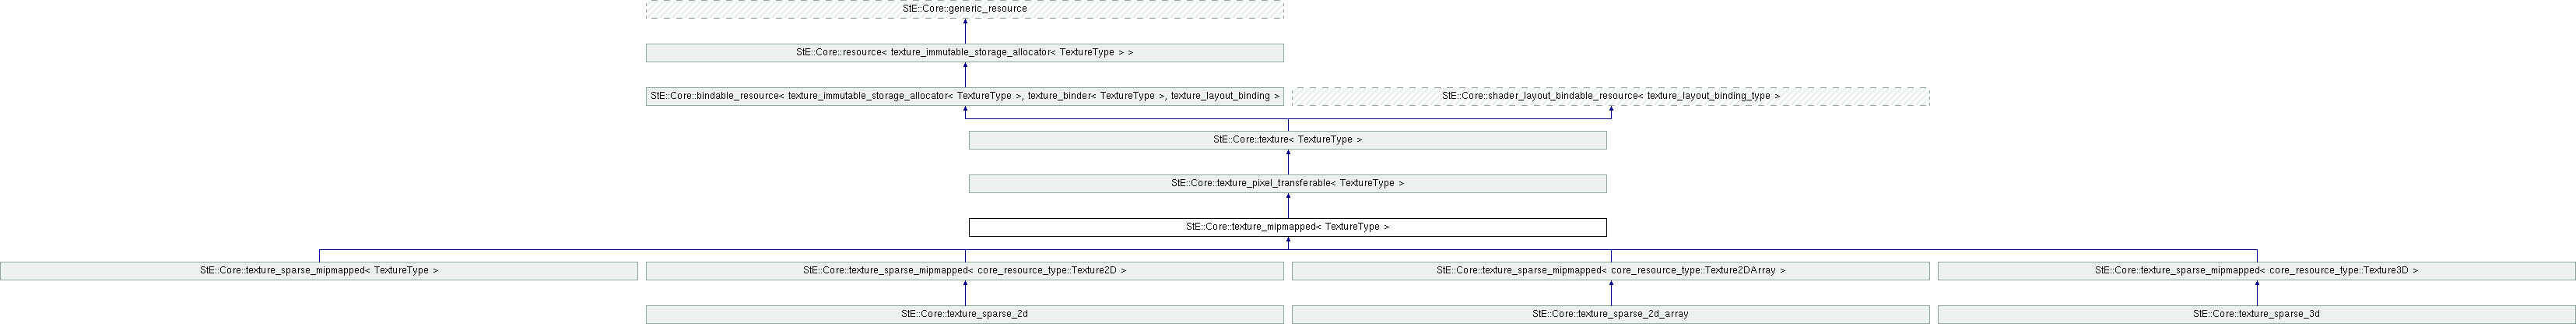 StE::Core::generic_resource
StE::Core::resource< texture_immutable_storage_allocator< TextureType > >
StE::Core::bindable_resource< texture_immutable_storage_allocator< TextureType >, texture_binder< TextureType >, texture_layout_binding >
StE::Core::shader_layout_bindable_resource< texture_layout_binding_type >
StE::Core::texture< TextureType >
StE::Core::texture_pixel_transferable< TextureType >
StE::Core::texture_mipmapped< TextureType >
StE::Core::texture_sparse_mipmapped< TextureType >
StE::Core::texture_sparse_mipmapped< core_resource_type::Texture2D >
StE::Core::texture_sparse_mipmapped< core_resource_type::Texture2DArray >
StE::Core::texture_sparse_mipmapped< core_resource_type::Texture3D >
StE::Core::texture_sparse_2d
StE::Core::texture_sparse_2d_array
StE::Core::texture_sparse_3d